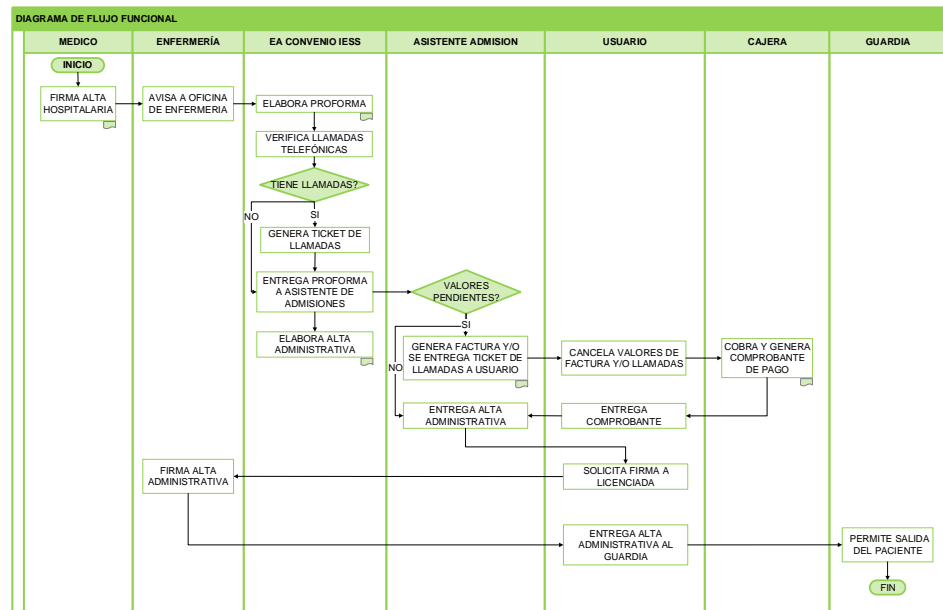 DIAGRAMA DE FLUJO FUNCIONAL
MEDICO
ENFERMERÍA
EA CONVENIO IESS
ASISTENTE ADMISION
USUARIO
CAJERA
GUARDIA
INICIO
FIRMA ALTA
HOSPITALARIA
AVISA A OFICINA
DE ENFERMERIA
ELABORA PROFORMA
VERIFICA LLAMADAS
TELEFÓNICAS
TIENE LLAMADAS?
NO
SI
GENERA TICKET DE
LLAMADAS
ENTREGA PROFORMA
A ASISTENTE DE
ADMISIONES
VALORES
PENDIENTES?
ELABORA ALTA
ADMINISTRATIVA
SI
NO
GENERA FACTURA Y/O
SE ENTREGA TICKET DE
LLAMADAS A USUARIO
CANCELA VALORES DE
FACTURA Y/O LLAMADAS
COBRA Y GENERA
COMPROBANTE
DE PAGO
ENTREGA ALTA
ADMINISTRATIVA
ENTREGA
COMPROBANTE
FIRMA ALTA
ADMINISTRATIVA
SOLICITA FIRMA A
LICENCIADA
ENTREGA ALTA
ADMINISTRATIVA AL
GUARDIA
PERMITE SALIDA
DEL PACIENTE
FIN